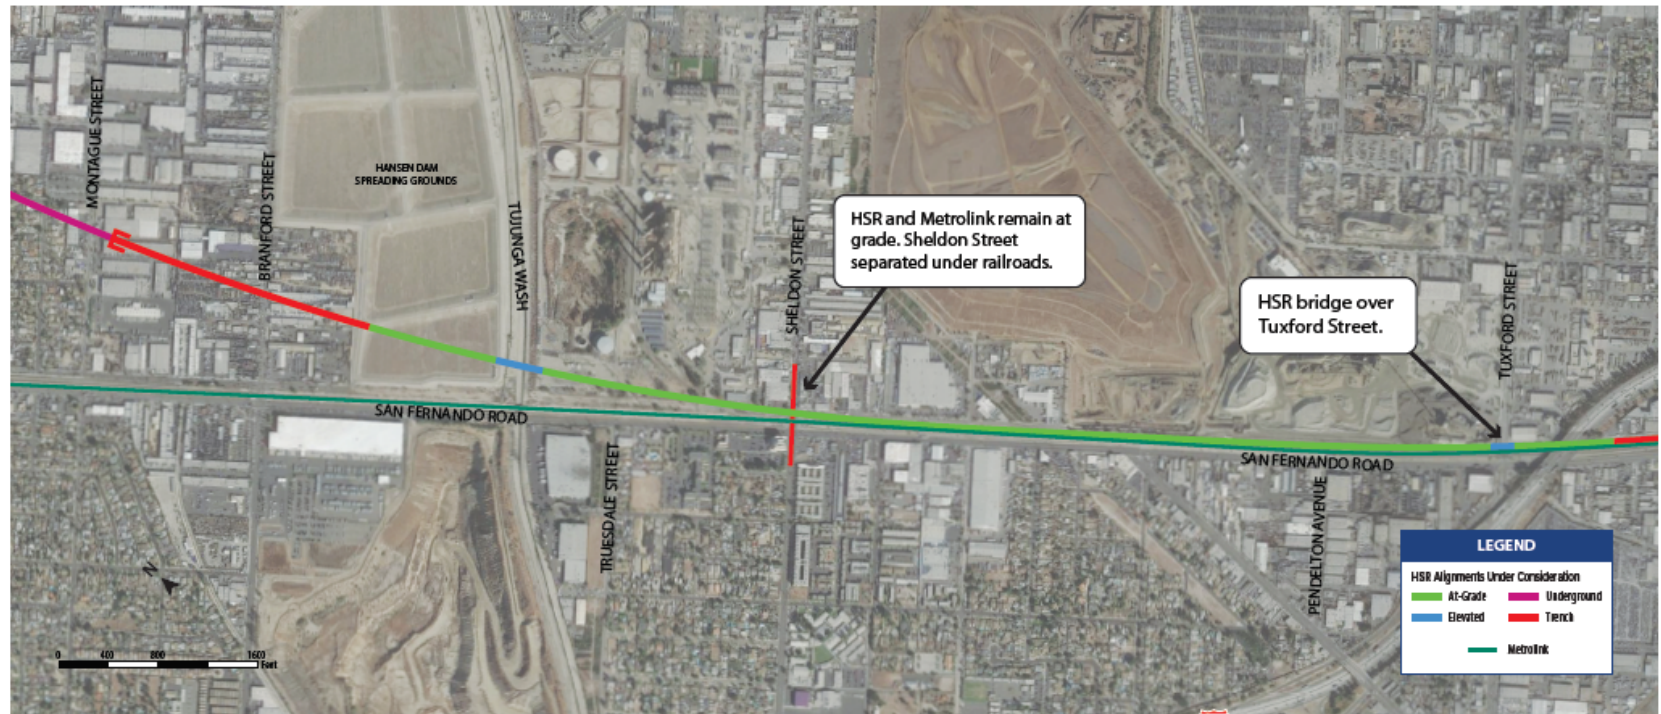 MONTAGUE STREET
BRANFORD STREET
HANSEN DAM
SPREADING GROUNDS
TUJUNGA WASH
SHELDON STREET
HSR and Metrolink remain at
grade. Sheldon Street
separated under railroads.
HSR bridge over
Tuxford Street.
TUXFORD STREET
SAN FERNANDO ROAD
TRUESDALE STREET
SAN FERNANDO ROAD
PENDELTON AVENUE
N
0 400 800 1600
Feet
LEGEND
HSR Alignments Under Consideration
At-Grade Underground
Elevated Trench
Metrolink